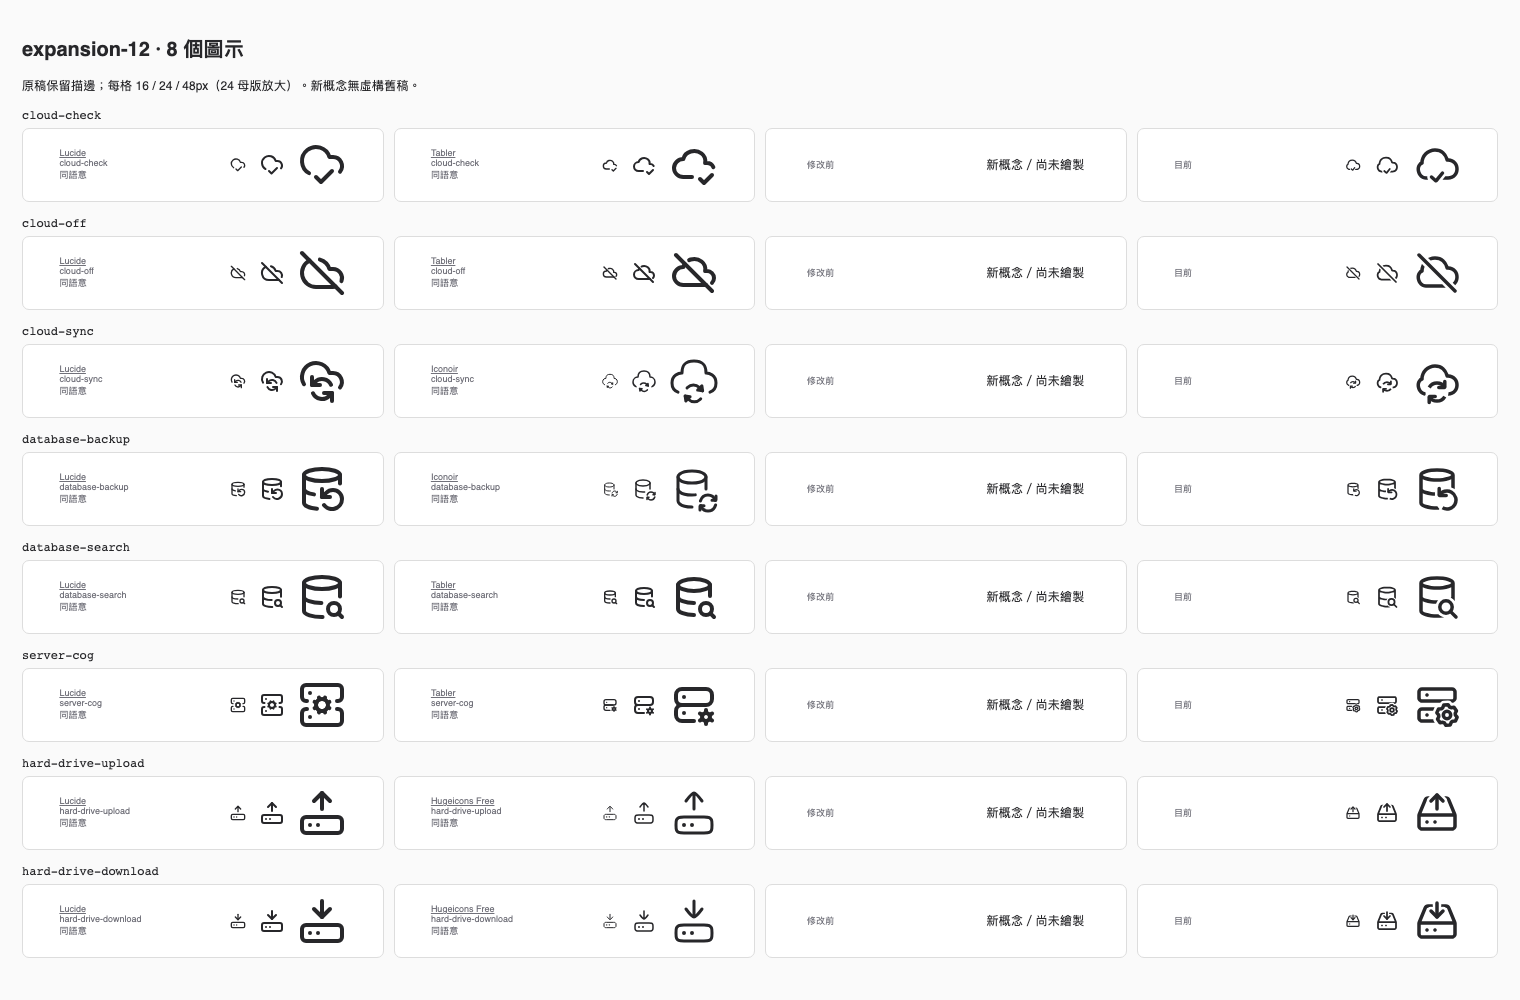 expansion-12 · 8 個圖示
原稿保留描邊；每格 16 / 24 / 48px（24 母版放大）。新概念無虛構舊稿。
cloud-check
Lucide
cloud-check
同語意
Tabler
cloud-check
同語意
修改前
新概念 / 尚未繪製
目前
cloud-off
Lucide
cloud-off
同語意
Tabler
cloud-off
同語意
修改前
新概念 / 尚未繪製
目前
cloud-sync
Lucide
cloud-sync
同語意
Iconoir
cloud-sync
同語意
修改前
新概念 / 尚未繪製
目前
database-backup
Lucide
database-backup
同語意
Iconoir
database-backup
同語意
修改前
新概念 / 尚未繪製
目前
database-search
Lucide
database-search
同語意
Tabler
database-search
同語意
修改前
新概念 / 尚未繪製
目前
server-cog
Lucide
server-cog
同語意
Tabler
server-cog
同語意
修改前
新概念 / 尚未繪製
目前
hard-drive-upload
Lucide
hard-drive-upload
同語意
Hugeicons Free
hard-drive-upload
同語意
修改前
新概念 / 尚未繪製
目前
hard-drive-download
Lucide
hard-drive-download
同語意
Hugeicons Free
hard-drive-download
同語意
修改前
新概念 / 尚未繪製
目前